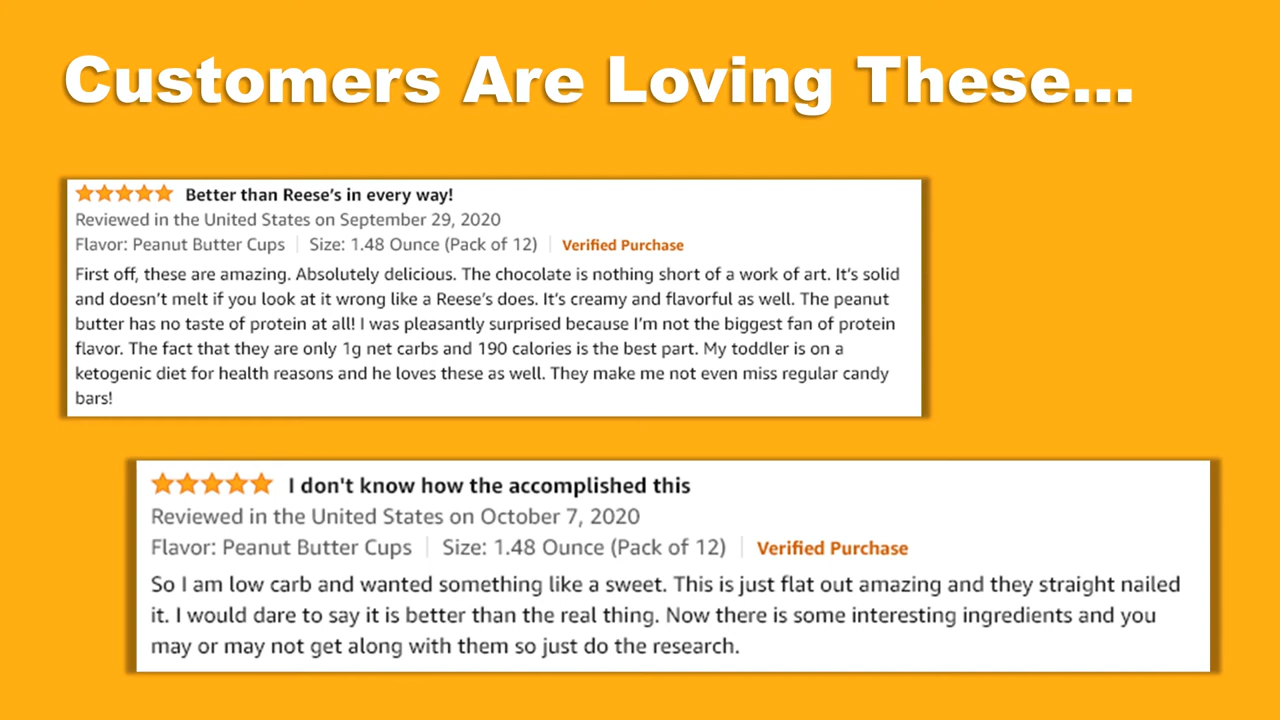 Customers Are Loving These...
Better than Reese's in every way!
Reviewed in the United States on September 29, 2020
Flavor: Peanut Butter Cups | Size: 1.48 Ounce (Pack of 12) | Verified Purchase
First off, these are amazing. Absolutely delicious. The chocolate is nothing short of a work of art. It's solid
and doesn't melt if you look at it wrong like a Reese's does. It's creamy and flavorful as well. The peanut
butter has no taste of protein at all! I was pleasantly surprised because I'm not the biggest fan of protein
flavor. The fact that they are only 1g net carbs and 190 calories is the best part. My toddler is on a
ketogenic diet for health reasons and he loves these as well. They make me not even miss regular candy
bars!
I don't know how the accomplished this
Reviewed in the United States on October 7, 2020
Flavor: Peanut Butter Cups | Size: 1.48 Ounce (Pack of 12) | Verified Purchase
So I am low carb and wanted something like a sweet. This is just flat out amazing and they straight nailed
it. I would dare to say it is better than the real thing. Now there is some interesting ingredients and you
may or may not get along with them so just do the research.